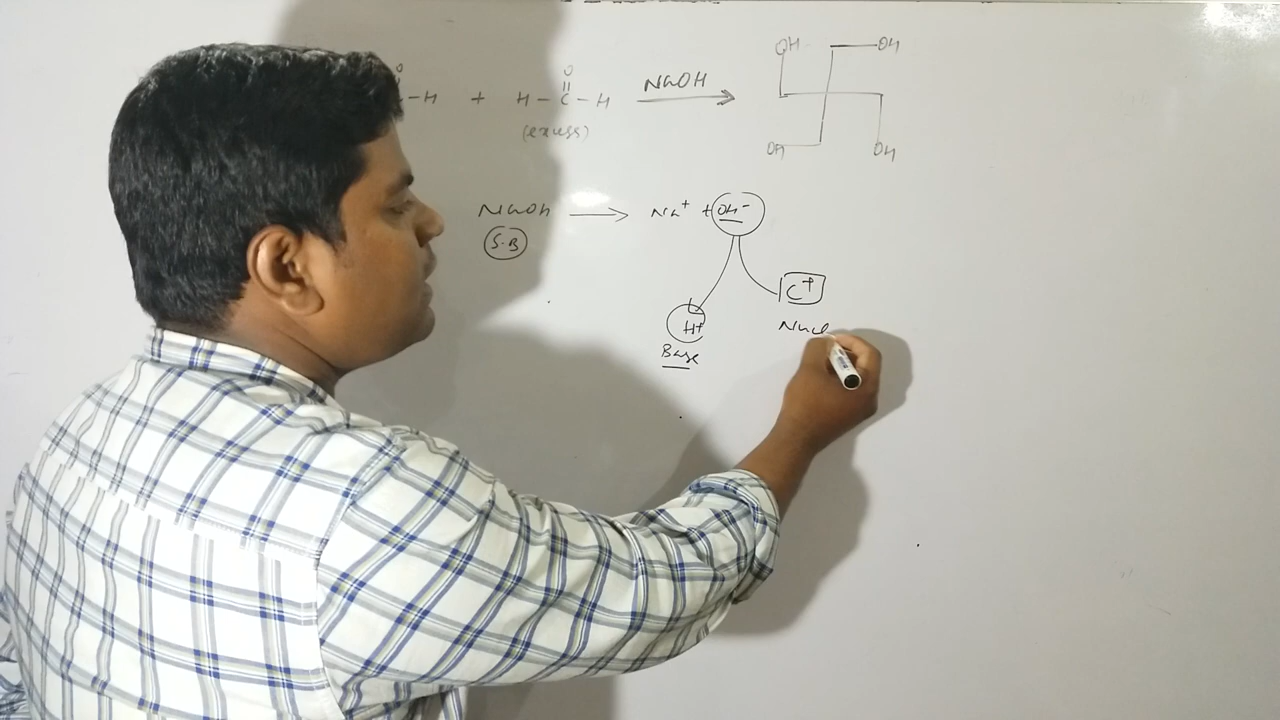 O O
-H + H-C-H NaOH → OH OH
(excess) OH OH
NaOH → Na+ + OH-
S-B
H+ C+
Base Nucl